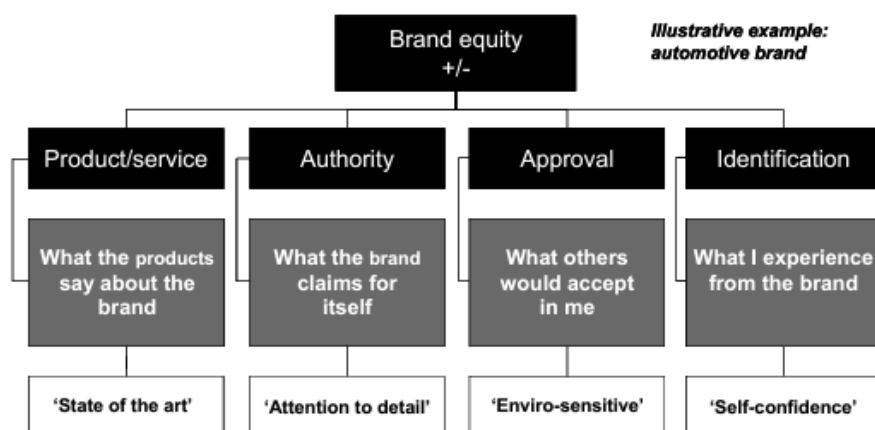 Brand equity
+/-
Illustrative example:
automotive brand
Product/service
Authority
Approval
Identification
What the products
say about the
brand
What the brand
claims for
itself
What others
would accept
in me
What I experience
from the brand
‘State of the art’
‘Attention to detail’
‘Enviro-sensitive’
‘Self-confidence’